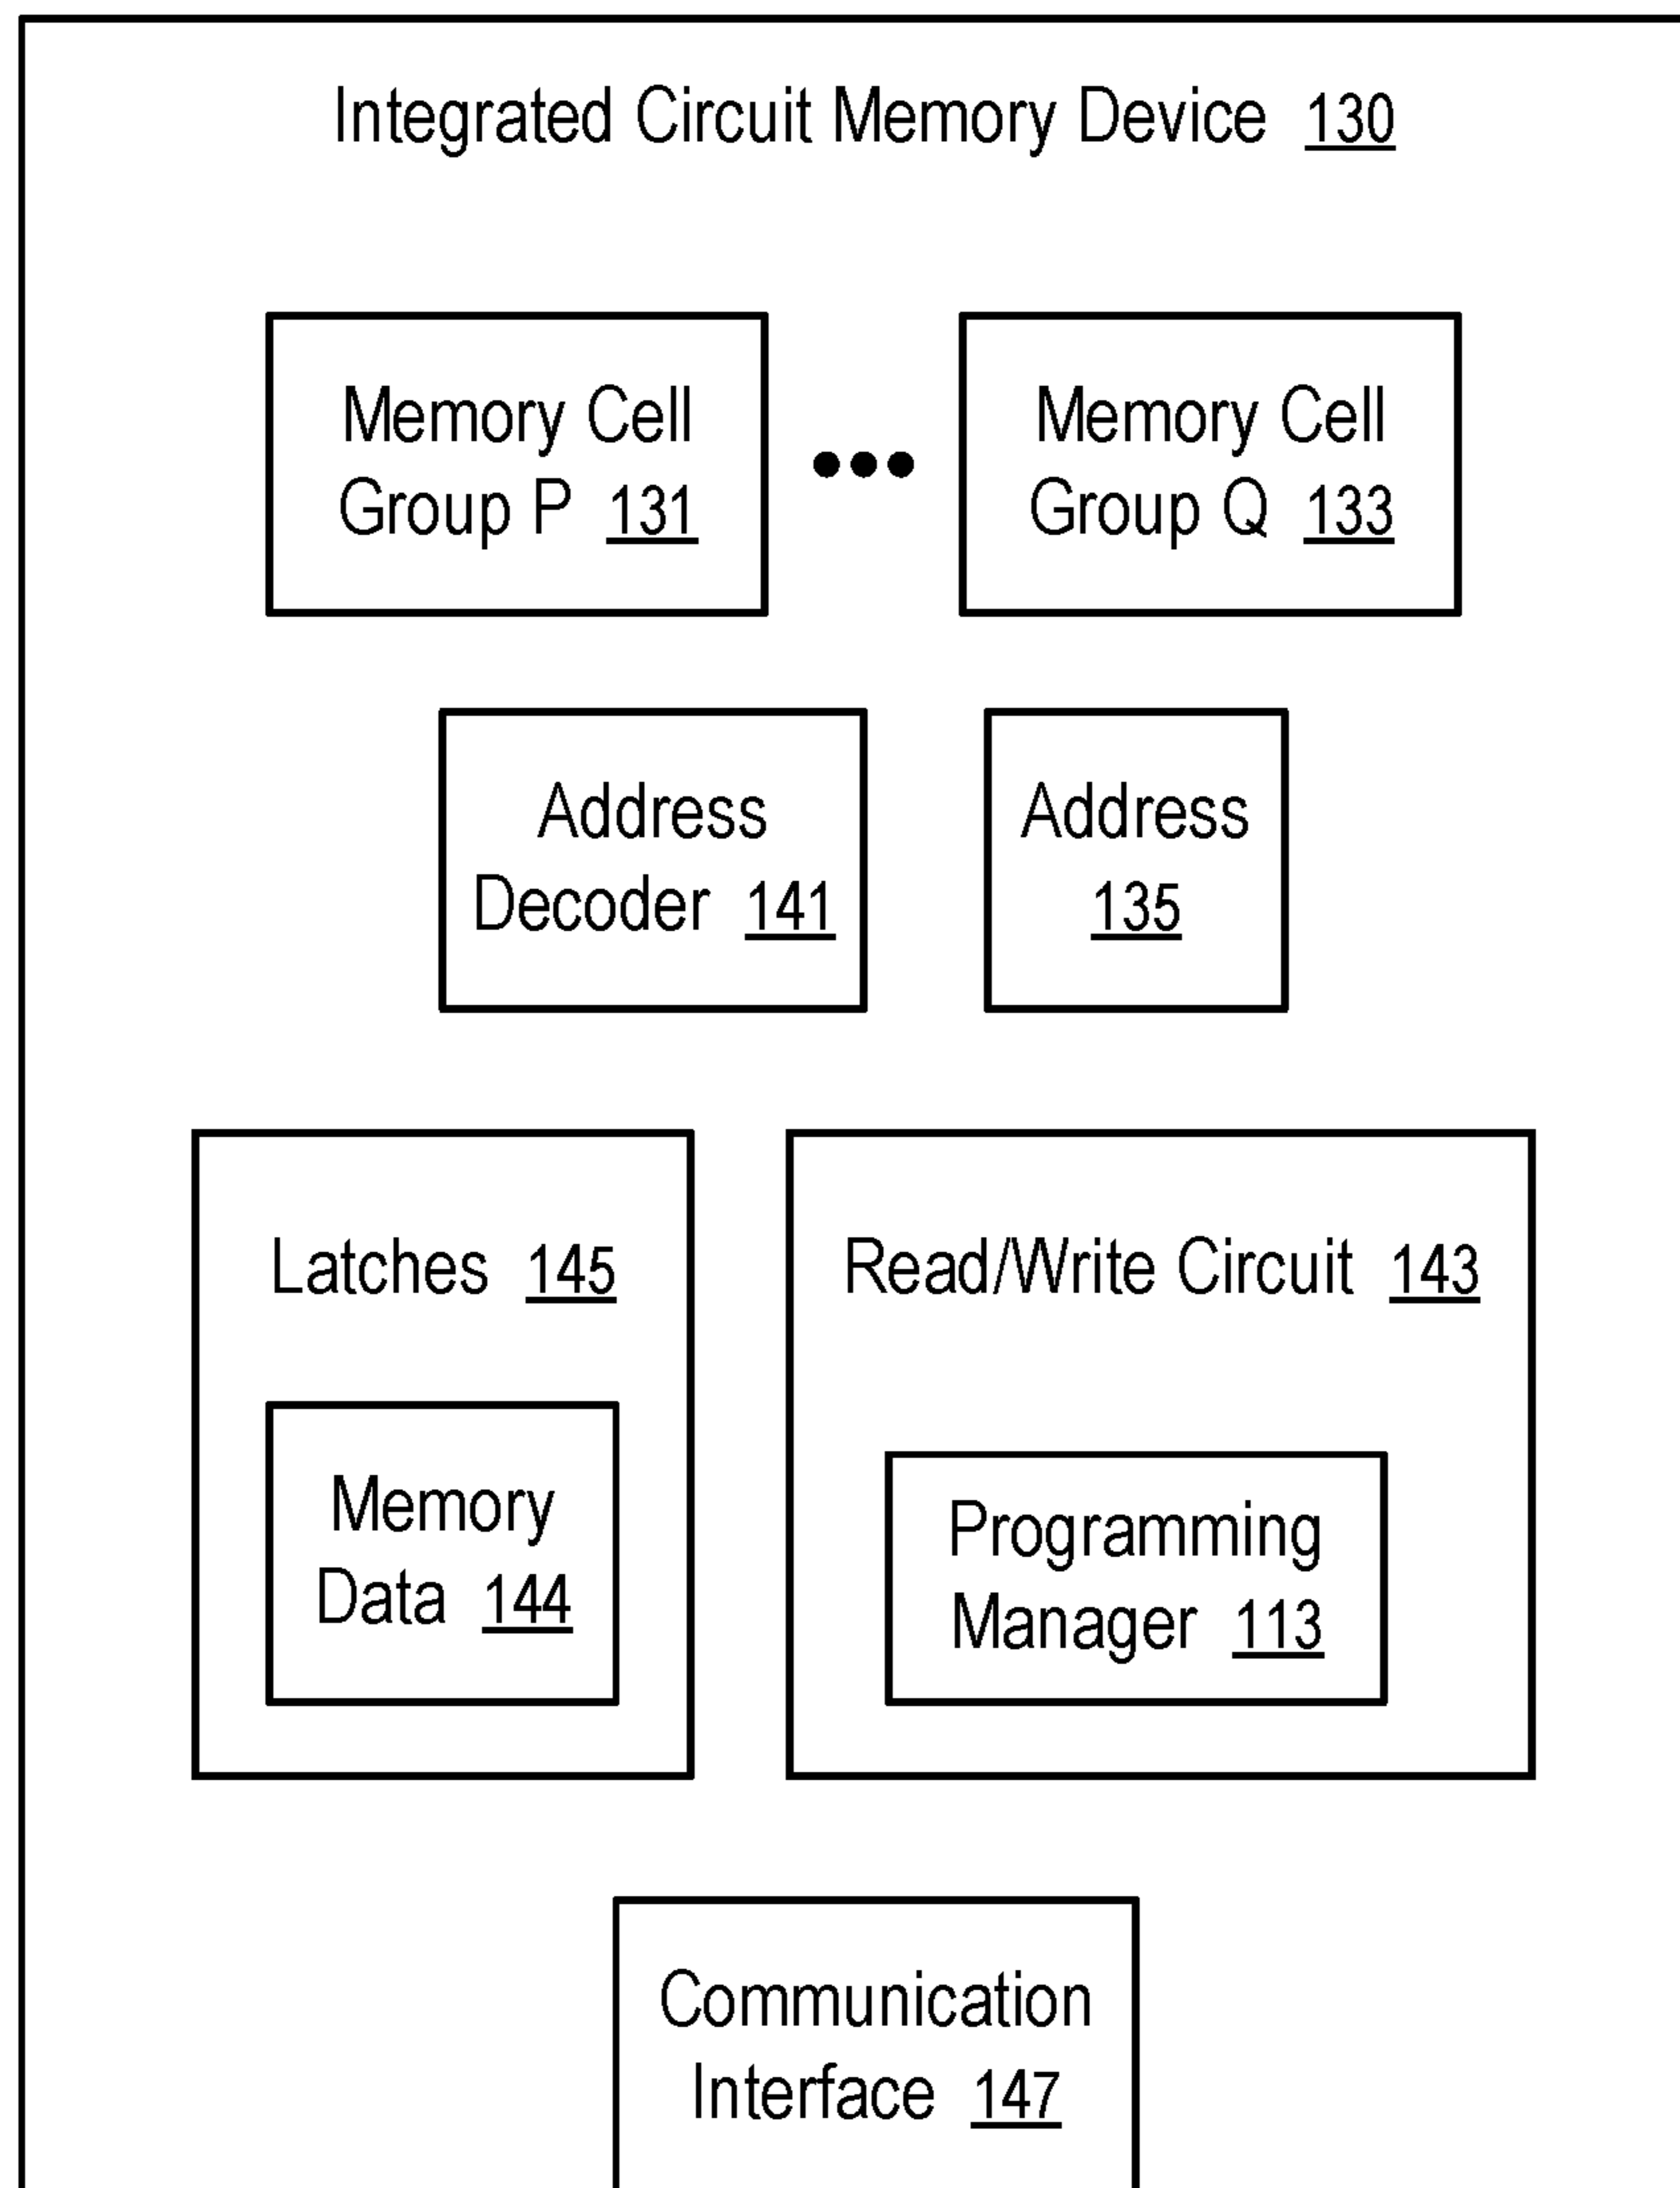 Integrated Circuit Memory Device 130
Memory Cell
Group P 131
•••
Memory Cell
Group Q 133
Address
Decoder 141
Address
135
Latches 145
Memory
Data 144
Read/Write Circuit 143
Programming
Manager 113
Communication
Interface 147